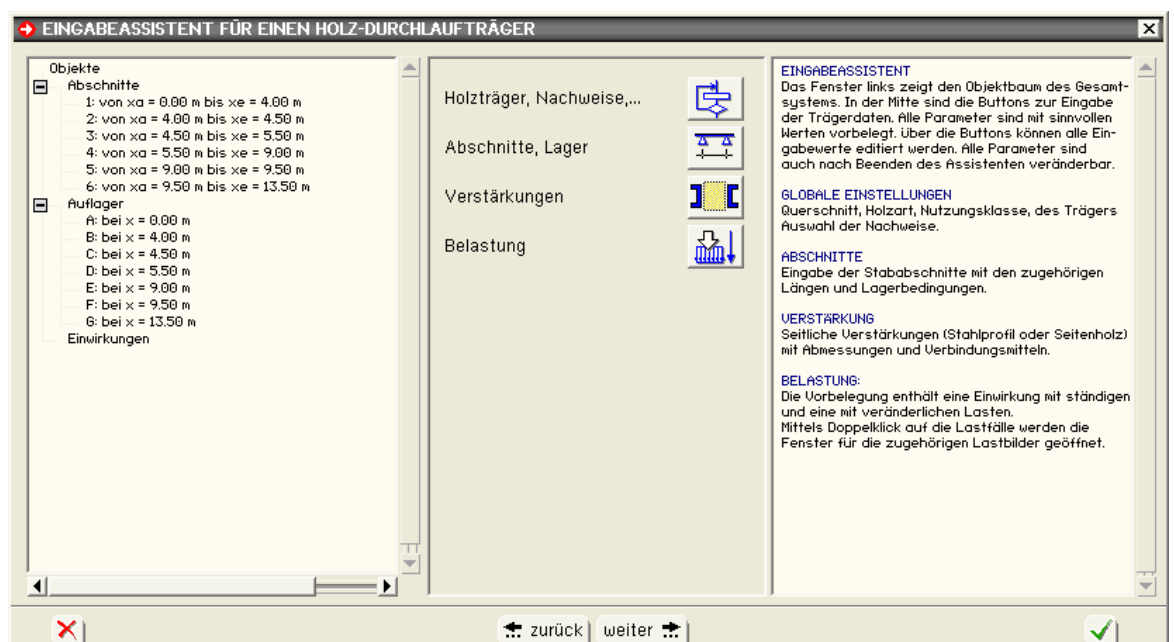 EINGABEASSISTENT FÜR EINEN HOLZ-DURCHLAUFTRÄGER
Objekte
Abschnitte
1: von xa = 0.00 m bis xe = 4.00 m
2: von xa = 4.00 m bis xe = 4.50 m
3: von xa = 4.50 m bis xe = 5.50 m
4: von xa = 5.50 m bis xe = 9.00 m
5: von xa = 9.00 m bis xe = 9.50 m
6: von xa = 9.50 m bis xe = 13.50 m
Auflager
A: bei x = 0.00 m
B: bei x = 4.00 m
C: bei x = 4.50 m
D: bei x = 5.50 m
E: bei x = 9.00 m
F: bei x = 9.50 m
G: bei x = 13.50 m
Einwirkungen
Holzträger, Nachweise,...
Abschnitte, Lager
Verstärkungen
Belastung
EINGABEASSISTENT
Das Fenster links zeigt den Objektbaum des Gesamt-
systems. In der Mitte sind die Buttons zur Eingabe
der Trägerdaten. Alle Parameter sind mit sinnvollen
Werten vorbelegt. Über die Buttons können alle Ein-
gabewerte editiert werden. Alle Parameter sind
auch nach Beenden des Assistenten veränderbar.
GLOBALE EINSTELLUNGEN
Querschnitt, Holzart, Nutzungsklasse, des Trägers
Auswahl der Nachweise.
ABSCHNITTE
Eingabe der Stababschnitte mit den zugehörigen
Längen und Lagerbedingungen.
VERSTÄRKUNG
Seitliche Verstärkungen (Stahlprofil oder Seitenholz)
mit Abmessungen und Verbindungsmitteln.
BELASTUNG:
Die Vorbelegung enthält eine Einwirkung mit ständigen
und eine mit veränderlichen Lasten.
Mittels Doppelklick auf die Lastfälle werden die
Fenster für die zugehörigen Lastbilder geöffnet.
zurück weiter